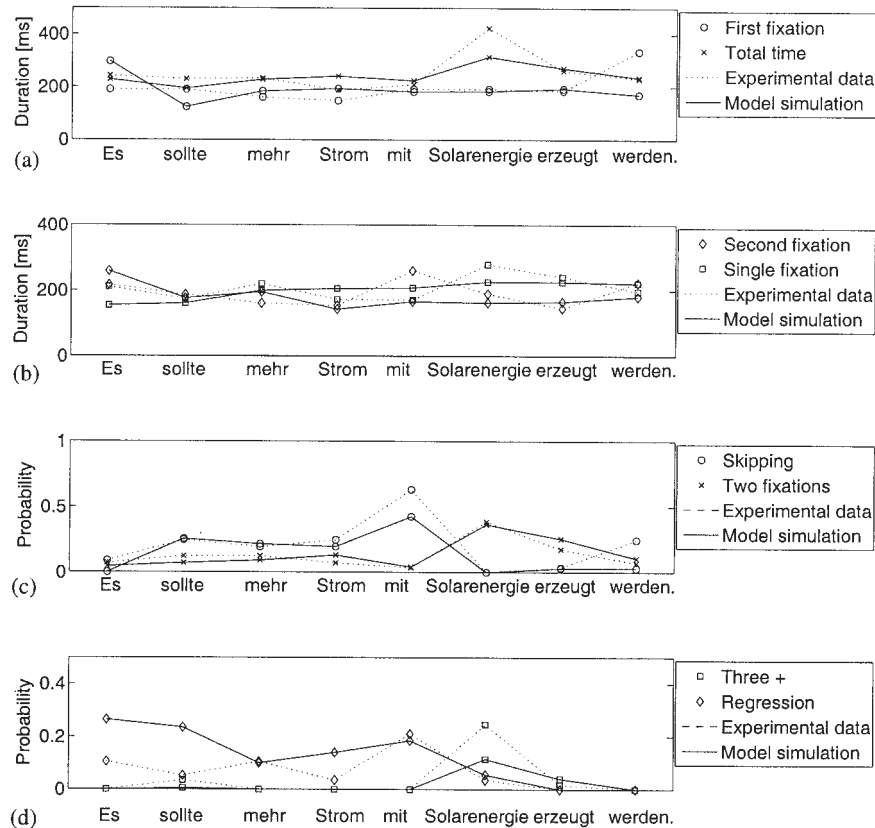 400
200
0
Duration [ms]
Es sollte mehr Strom mit Solarenergie erzeugt werden.
First fixation
Total time
Experimental data
Model simulation
(a)
400
200
0
Duration [ms]
Es sollte mehr Strom mit Solarenergie erzeugt werden.
Second fixation
Single fixation
Experimental data
Model simulation
(b)
1
0.5
0
Probability
Es sollte mehr Strom mit Solarenergie erzeugt werden.
Skipping
Two fixations
Experimental data
Model simulation
(c)
0.4
0.2
0
Probability
Es sollte mehr Strom mit Solarenergie erzeugt werden.
Three +
Regression
Experimental data
Model simulation
(d)